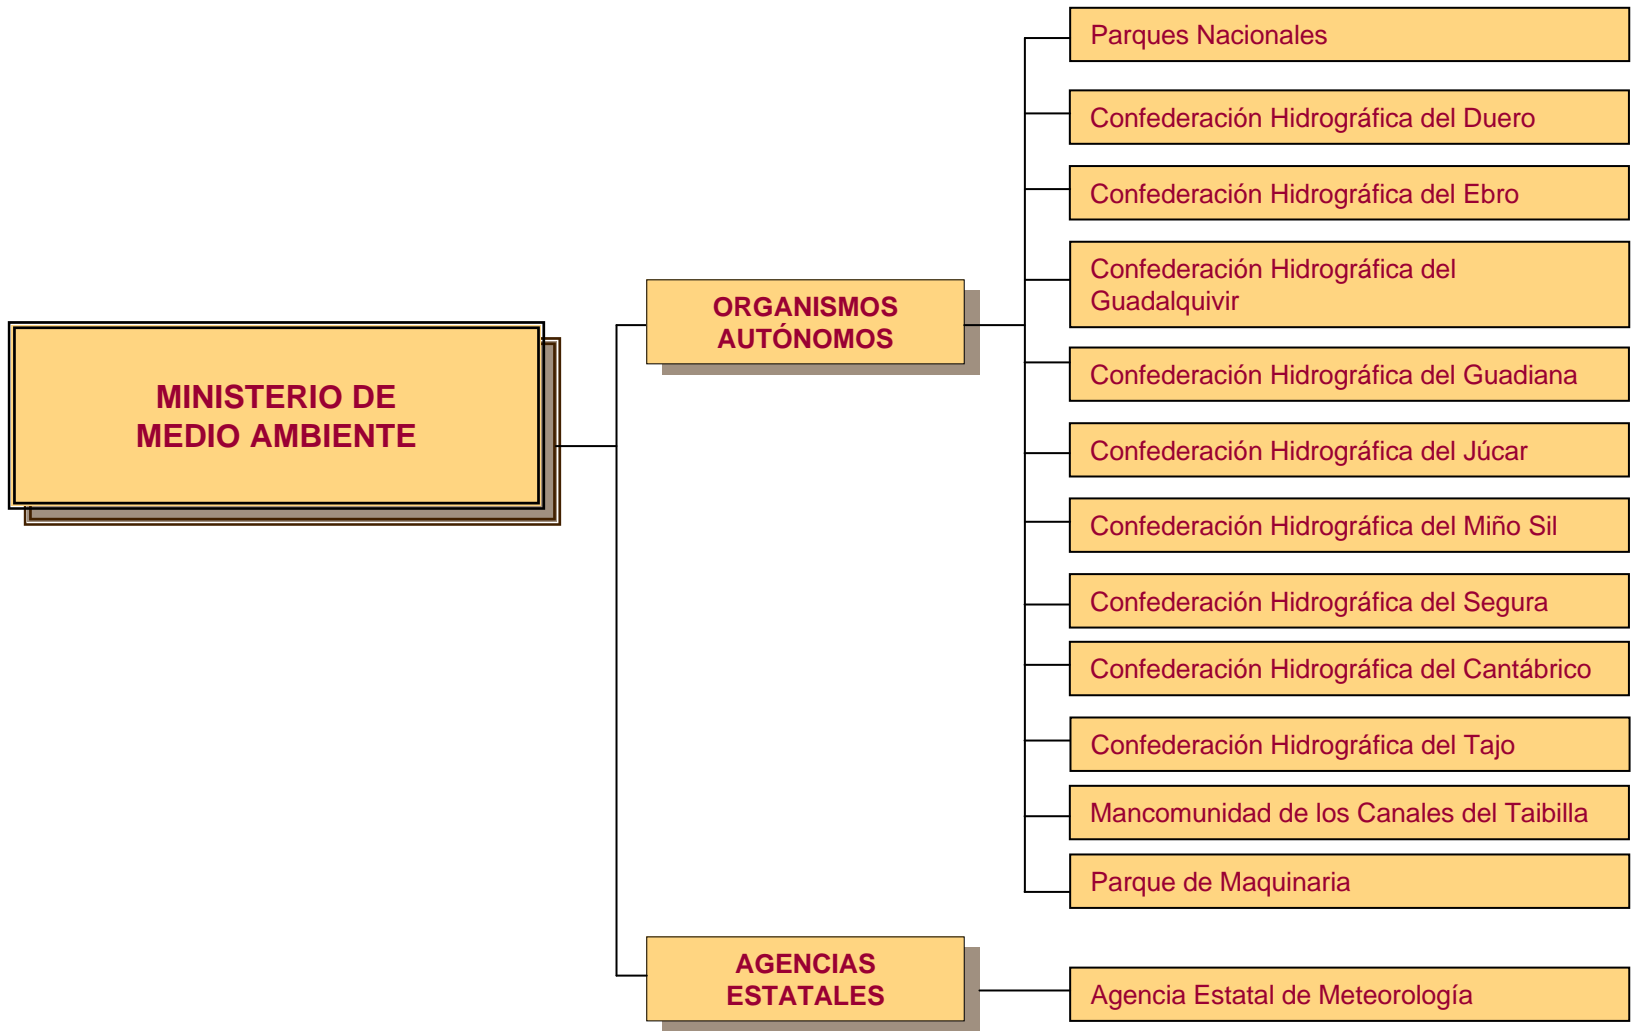 MINISTERIO DE
MEDIO AMBIENTE
ORGANISMOS
AUTÓNOMOS
Parques Nacionales
Confederación Hidrográfica del Duero
Confederación Hidrográfica del Ebro
Confederación Hidrográfica del
Guadalquivir
Confederación Hidrográfica del Guadiana
Confederación Hidrográfica del Júcar
Confederación Hidrográfica del Miño Sil
Confederación Hidrográfica del Segura
Confederación Hidrográfica del Cantábrico
Confederación Hidrográfica del Tajo
Mancomunidad de los Canales del Taibilla
Parque de Maquinaria
AGENCIAS
ESTATALES
Agencia Estatal de Meteorología